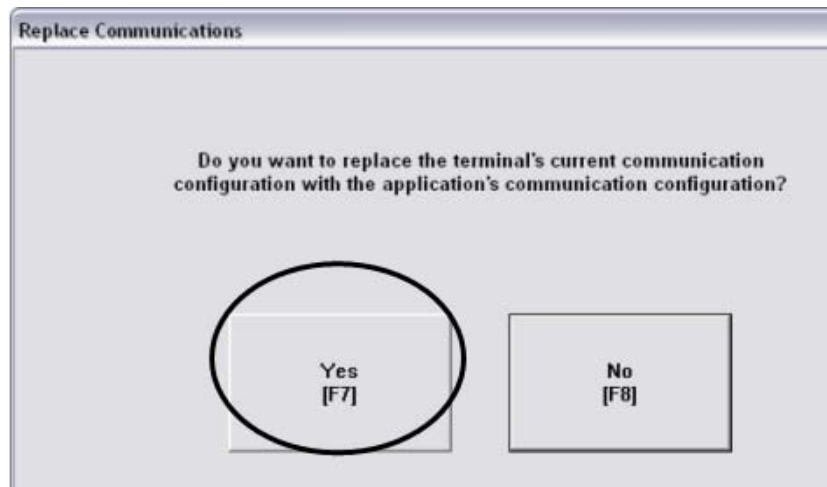 Replace Communications
Do you want to replace the terminal's current communication
configuration with the application's communication configuration?
Yes
[F7]
No
[F8]